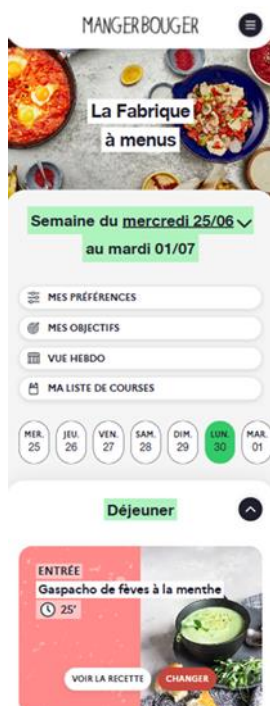 MANGERBOUGER
La Fabrique
à menus
Semaine du mercredi 25/06
au mardi 01/07
MES PRÉFÉRENCES
MES OBJECTIFS
VUE HEBDO
MA LISTE DE COURSES
MER. JEU. VEN. SAM. DIM. LUN. MAR.
25 26 27 28 29 30 01
Déjeuner
ENTRÉE
Gaspacho de fèves à la menthe
25'
VOIR LA RECETTE CHANGER